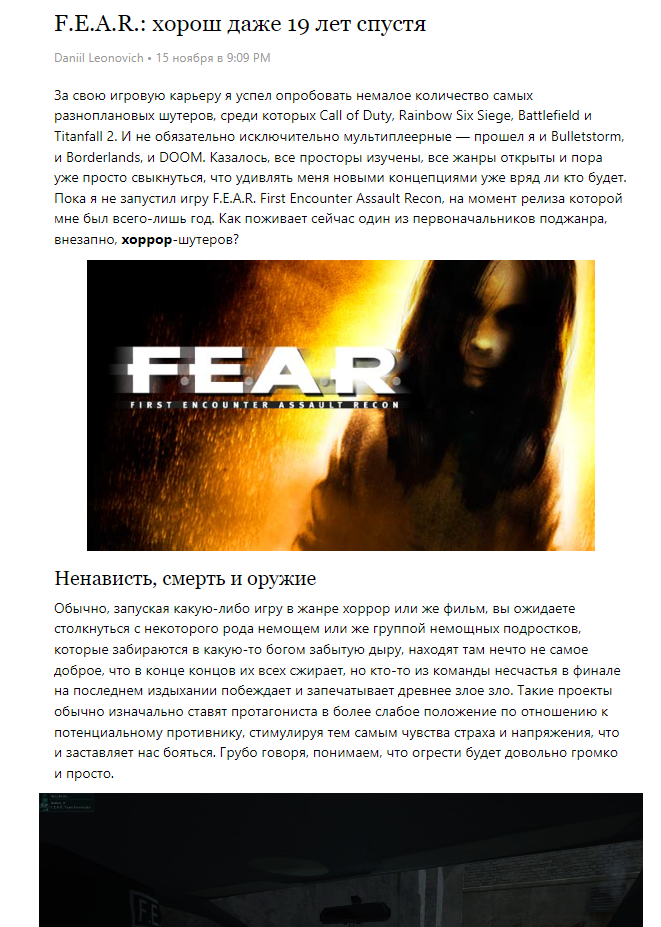 F.E.A.R.: хорош даже 19 лет спустя
Daniil Leonovich • 15 ноября в 9:09 PM
За свою игровую карьеру я успел опробовать немалое количество самых
разноплановых шутеров, среди которых Call of Duty, Rainbow Six Siege, Battlefield и
Titanfall 2. И не обязательно исключительно мультиплеерные — прошел я и Bulletstorm,
и Borderlands, и DOOM. Казалось, все просторы изучены, все жанры открыты и пора
уже просто свыкнуться, что удивлять меня новыми концепциями уже вряд ли кто будет.
Пока я не запустил игру F.E.A.R. First Encounter Assault Recon, на момент релиза которой
мне был всего-лишь год. Как поживает сейчас один из первоначальников поджанра,
внезапно, хоррор-шутеров?
F.E.A.R.
FIRST ENCOUNTER ASSAULT RECON
Ненависть, смерть и оружие
Обычно, запуская какую-либо игру в жанре хоррор или же фильм, вы ожидаете
столкнуться с некоторого рода немощем или же группой немощных подростков,
которые забираются в какую-то богом забытую дыру, находят там нечто не самое
доброе, что в конце концов их всех сжирает, но кто-то из команды несчастья в финале
на последнем издыхании побеждает и запечатывает древнее злое зло. Такие проекты
обычно изначально ставят протагониста в более слабое положение по отношению к
потенциальному противнику, стимулируя тем самым чувства страха и напряжения, что
и заставляет нас бояться. Грубо говоря, понимаем, что огрести будет довольно громко
и просто.
F.E